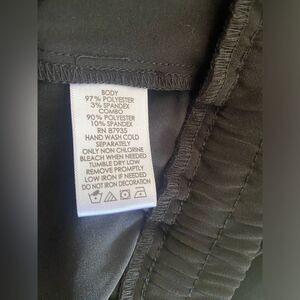 BODY
97% POLYESTER
3% SPANDEX
COMBO
90% POLYESTER
10% SPANDEX
RN 87935
HAND WASH COLD
SEPARATELY
ONLY NON CHLORINE
BLEACH WHEN NEEDED
TUMBLE DRY LOW
REMOVE PROMPTLY
LOW IRON IF NEEDED
DO NOT IRON DECORATION